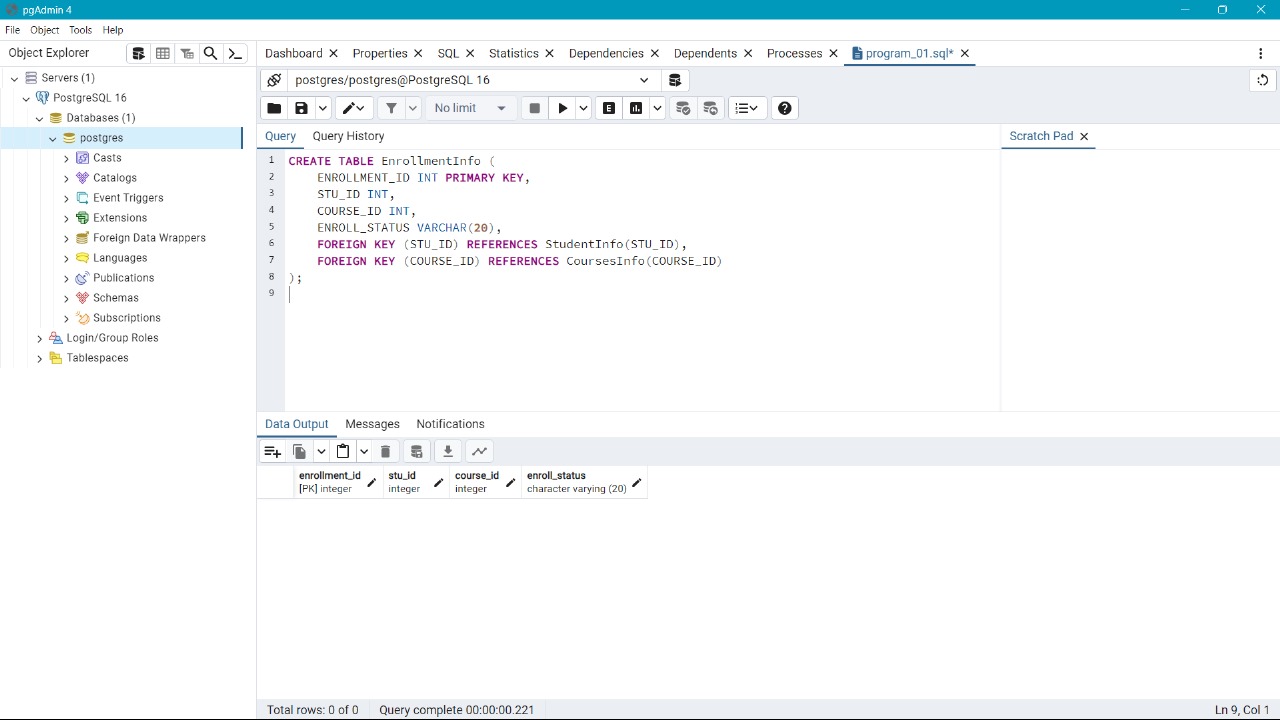 pgAdmin 4
File Object Tools Help
Object Explorer
Dashboard Properties SQL Statistics Dependencies Dependents Processes program_01.sql*
Servers (1)
PostgreSQL 16
Databases (1)
postgres
Casts
Catalogs
Event Triggers
Extensions
Foreign Data Wrappers
Languages
Publications
Schemas
Subscriptions
Login/Group Roles
Tablespaces
postgres/postgres@PostgreSQL 16
No limit
E
Query Query History
Scratch Pad
1 CREATE TABLE EnrollmentInfo (
2 ENROLLMENT_ID INT PRIMARY KEY,
3 STU_ID INT,
4 COURSE_ID INT,
5 ENROLL_STATUS VARCHAR(20),
6 FOREIGN KEY (STU_ID) REFERENCES StudentInfo(STU_ID),
7 FOREIGN KEY (COURSE_ID) REFERENCES CoursesInfo(COURSE_ID)
8 );
9
Data Output Messages Notifications
enrollment_id stu_id course_id enroll_status
[PK] integer integer integer character varying (20)
Total rows: 0 of 0 Query complete 00:00:00.221 Ln 9, Col 1